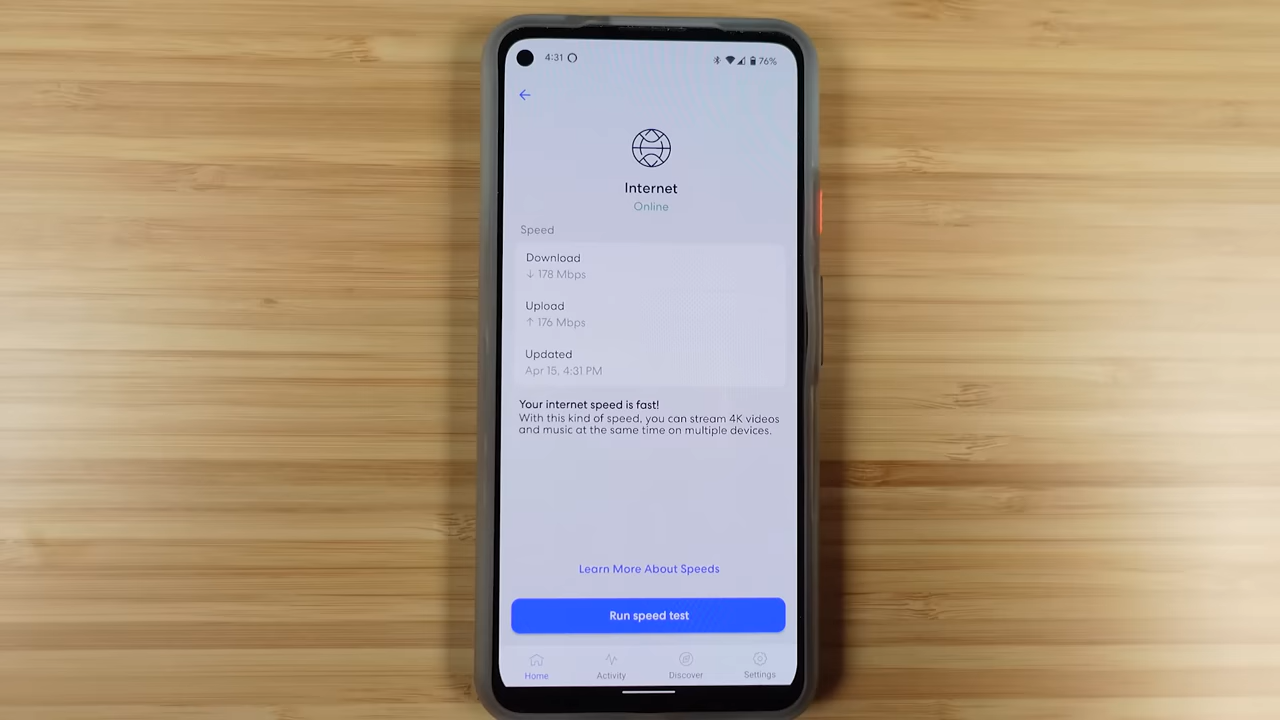 4:31
76%
Internet
Online
Speed
Download
↓ 178 Mbps
Upload
↑ 176 Mbps
Updated
Apr 15, 4:31 PM
Your internet speed is fast!
With this kind of speed, you can stream 4K videos
and music at the same time on multiple devices.
Learn More About Speeds
Run speed test
Home Activity Discover Settings